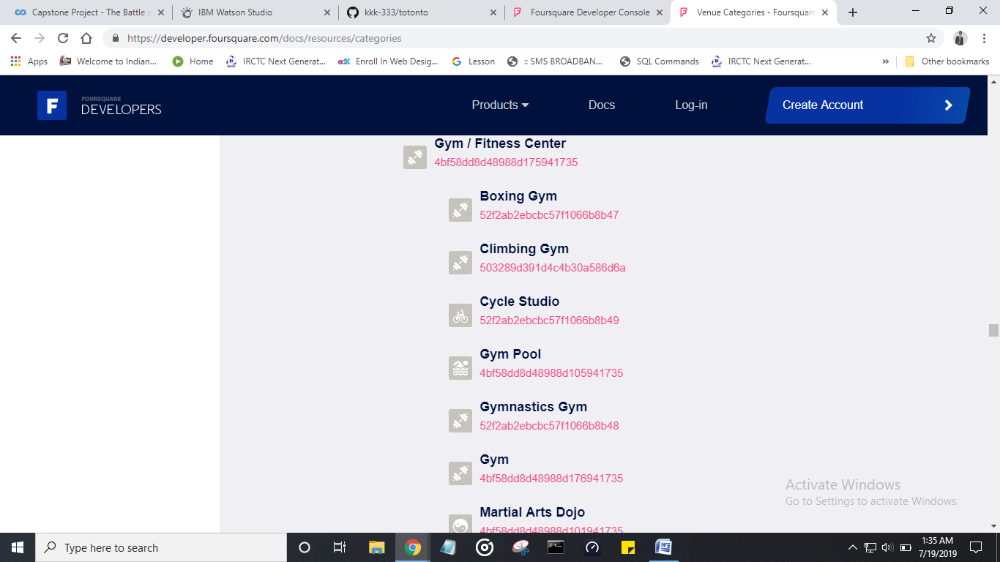 Capstone Project - The Battle o
IBM Watson Studio
kkk-333/totonto
Foursquare Developer Console
Venue Categories - Foursquare
https://developer.foursquare.com/docs/resources/categories
Apps
Welcome to Indian...
Home
IRCTC Next Generat...
edX Enroll In Web Desig...
Lesson
:: SMS BROADBAN...
SQL Commands
IRCTC Next Generat...
»
Other bookmarks
FOURSQUARE
DEVELOPERS
Products
Docs
Log-in
Create Account
Gym / Fitness Center
4bf58dd8d48988d175941735
Boxing Gym
52f2ab2ebcbc57f1066b8b47
Climbing Gym
503289d391d4c4b30a586d6a
Cycle Studio
52f2ab2ebcbc57f1066b8b49
Gym Pool
4bf58dd8d48988d105941735
Gymnastics Gym
52f2ab2ebcbc57f1066b8b48
Gym
4bf58dd8d48988d176941735
Martial Arts Dojo
4bf58dd8d48988d101941735
Activate Windows
Go to Settings to activate Windows.
Type here to search
1:35 AM
7/19/2019